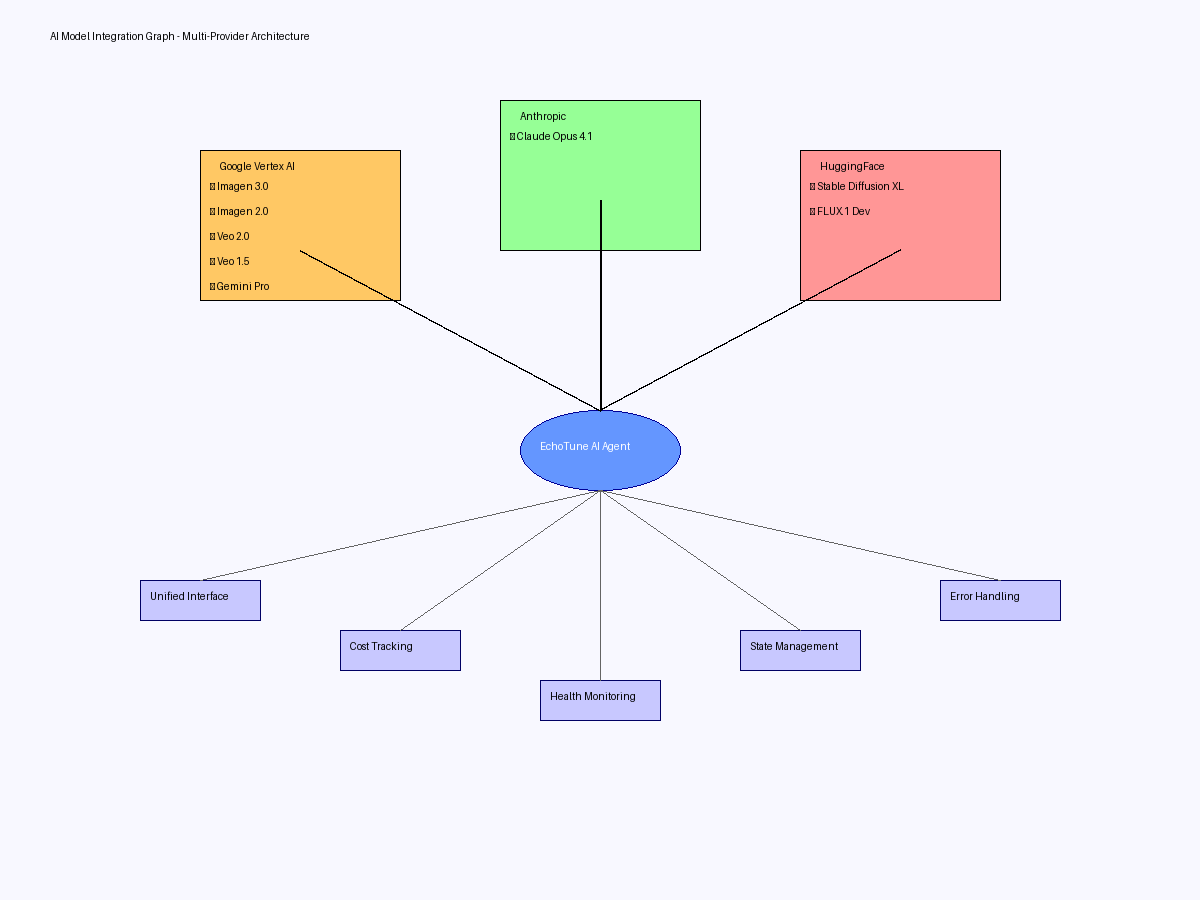 AI Model Integration Graph - Multi-Provider Architecture
Google Vertex AI
Imagen 3.0
Imagen 2.0
Veo 2.0
Veo 1.5
Gemini Pro
Anthropic
Claude Opus 4.1
HuggingFace
Stable Diffusion XL
FLUX.1 Dev
EchoTune AI Agent
Unified Interface
Cost Tracking
Health Monitoring
State Management
Error Handling